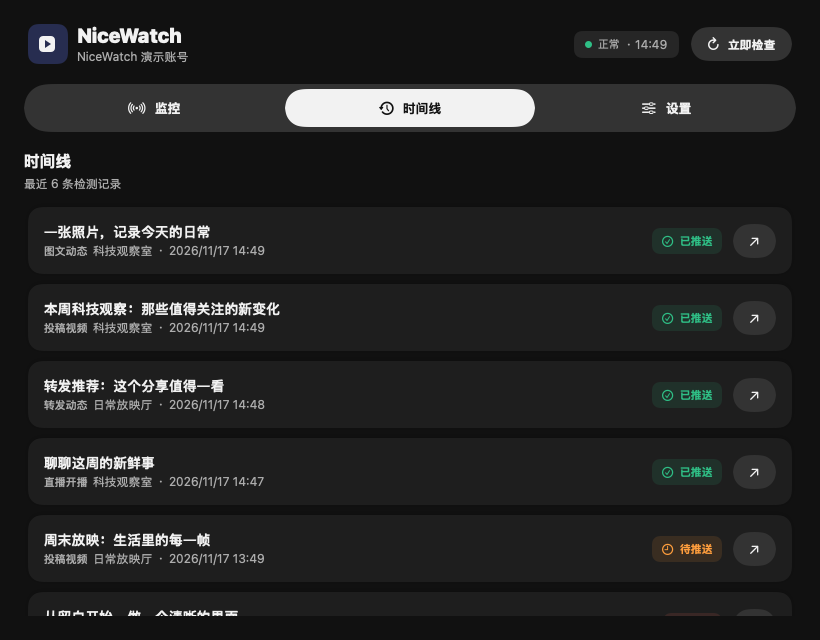 NiceWatch
NiceWatch 演示账号
正常 · 14:49
立即检查
监控
时间线
设置
时间线
最近 6 条检测记录
一张照片，记录今天的日常
图文动态 科技观察室 · 2026/11/17 14:49
已推送
本周科技观察：那些值得关注的新变化
投稿视频 科技观察室 · 2026/11/17 14:49
已推送
转发推荐：这个分享值得一看
转发动态 日常放映厅 · 2026/11/17 14:48
已推送
聊聊这周的新鲜事
直播开播 科技观察室 · 2026/11/17 14:47
已推送
周末放映：生活里的每一帧
投稿视频 日常放映厅 · 2026/11/17 13:49
待推送